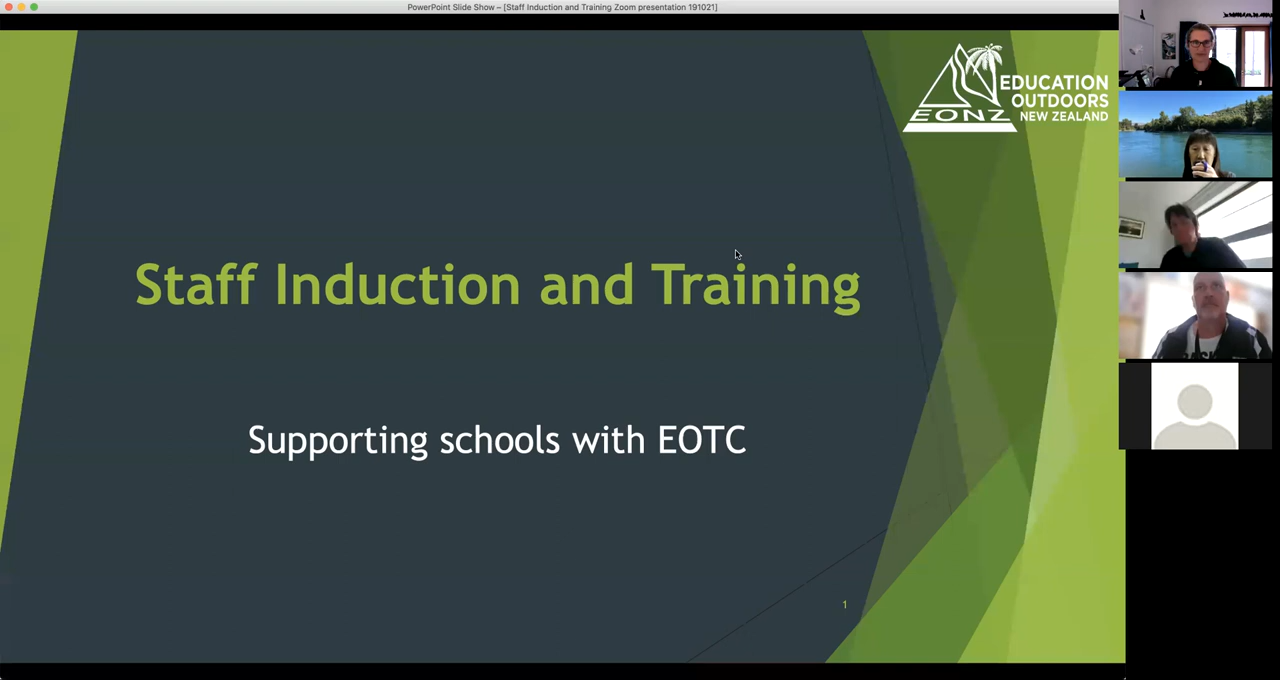 PowerPoint Slide Show – [Staff Induction and Training Zoom presentation 191021]
EONZ
EDUCATION
OUTDOORS
NEW ZEALAND
Staff Induction and Training
Supporting schools with EOTC
1